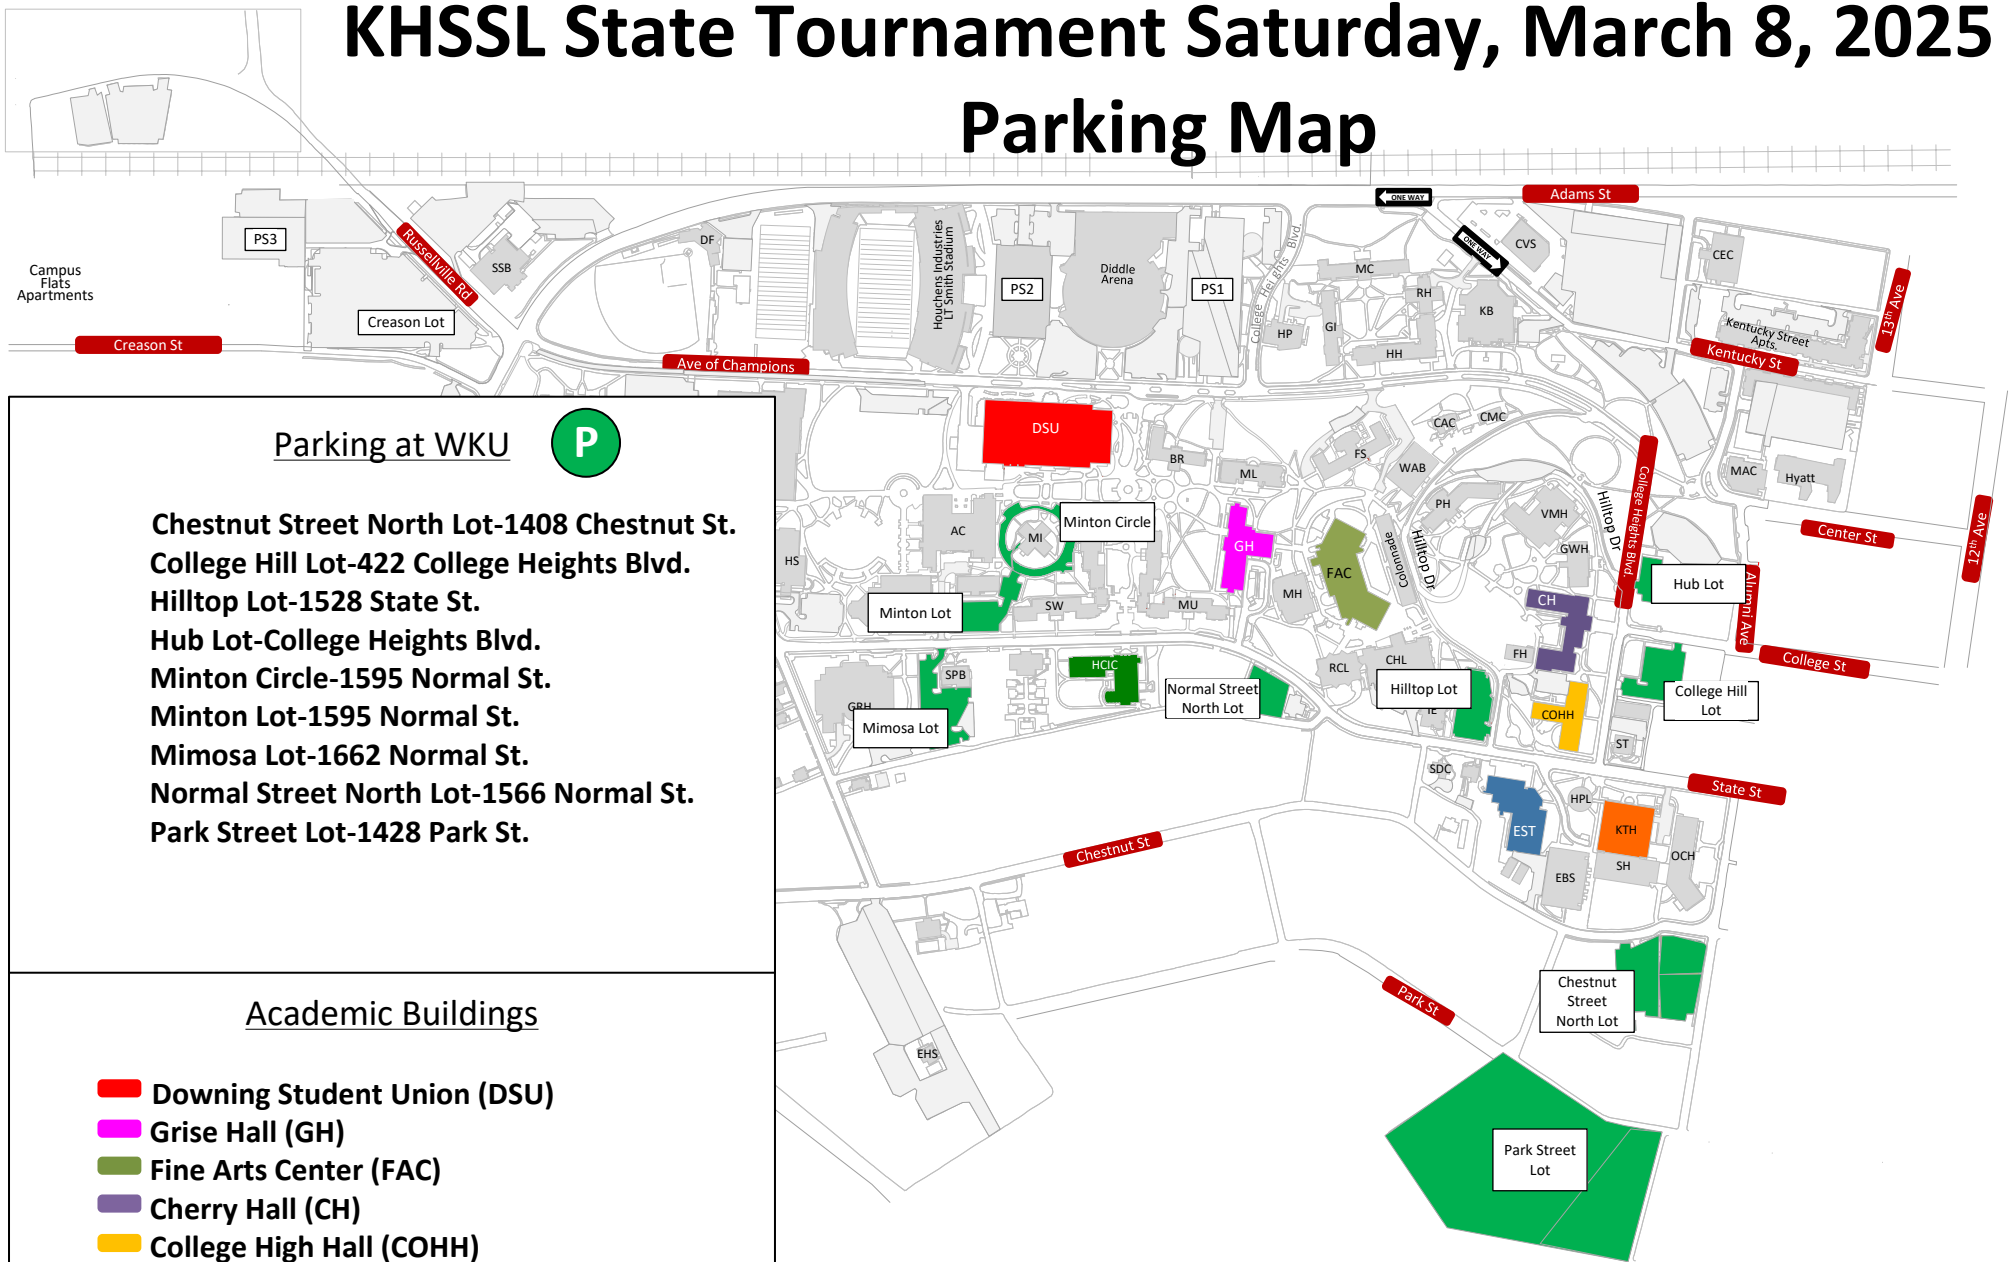 KHSSL State Tournament Saturday, March 8, 2025
Parking Map
ONE WAY
Adams St
ONE WAY
PS3
Russellville Rd
SSB
DF
Houchens Industries
LT Smith Stadium
PS2
Diddle
Arena
PS1
College Heights Blvd.
MC
RH
GI
HP
HH
KB
CVS
CEC
13th Ave
Kentucky Street
Apts.
Kentucky St
Campus
Flats
Apartments
Creason Lot
Creason St
Ave of Champions
DSU
BR
ML
FS
CAC
CMC
WAB
PH
VMH
GWH
Hilltop Dr
College Heights Blvd.
MAC
Hyatt
Center St
12th Ave
AC
MI
Minton Circle
HS
GH
FAC
Colonade
Hilltop Dr
CH
Hub Lot
Alumni Ave
Minton Lot
SW
MU
MH
College St
HCIC
RCL
CHL
FH
SPB
GRH
Mimosa Lot
Normal Street
North Lot
Hilltop Lot
IE
COHH
College Hill
Lot
ST
SDC
State St
HPL
EST
KTH
OCH
SH
EBS
Chestnut St
Park St
Chestnut
Street
North Lot
EHS
Park Street
Lot
Parking at WKU
P
Chestnut Street North Lot-1408 Chestnut St.
College Hill Lot-422 College Heights Blvd.
Hilltop Lot-1528 State St.
Hub Lot-College Heights Blvd.
Minton Circle-1595 Normal St.
Minton Lot-1595 Normal St.
Mimosa Lot-1662 Normal St.
Normal Street North Lot-1566 Normal St.
Park Street Lot-1428 Park St.
Academic Buildings
Downing Student Union (DSU)
Grise Hall (GH)
Fine Arts Center (FAC)
Cherry Hall (CH)
College High Hall (COHH)